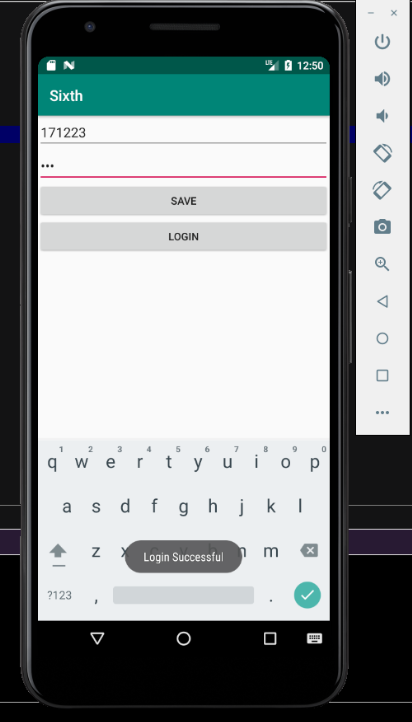 12:50
Sixth
171223
•••
SAVE
LOGIN
1 2 3 4 5 6 7 8 9 0
q w e r t y u i o p
a s d f g h j k l
z x c v b n m
Login Successful
?123 , .